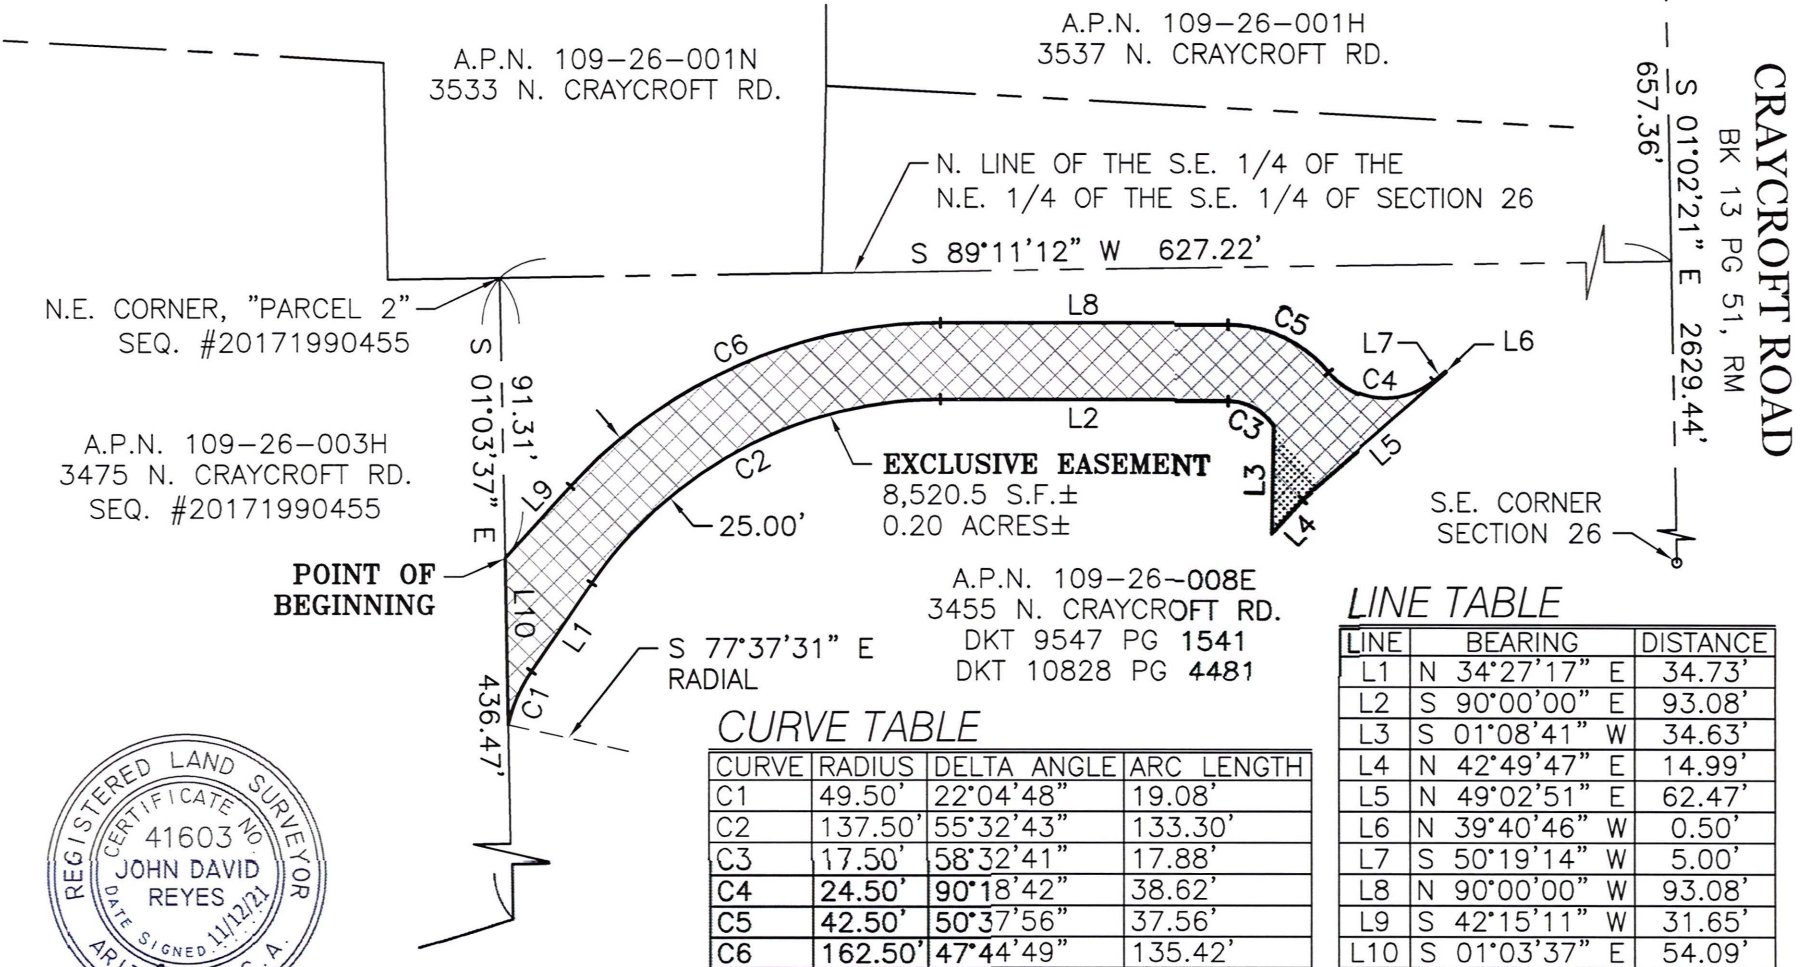 A.P.N. 109-26-001N
3533 N. CRAYCROFT RD.
A.P.N. 109-26-001H
3537 N. CRAYCROFT RD.
CRAYCROFT ROAD
BK 13 PG 51, RM
S 01°02'21" E 2629.44'
657.36'
N. LINE OF THE S.E. 1/4 OF THE
N.E. 1/4 OF THE S.E. 1/4 OF SECTION 26
S 89°11'12" W 627.22'
N.E. CORNER, "PARCEL 2"
SEQ. #20171990455
S 01°03'37" E
91.31'
436.47'
A.P.N. 109-26-003H
3475 N. CRAYCROFT RD.
SEQ. #20171990455
POINT OF
BEGINNING
L9
C6
L8
C5
L7
L6
C4
L5
L4
L3
C3
L2
C2
L1
C1
L10
25.00'
EXCLUSIVE EASEMENT
8,520.5 S.F.±
0.20 ACRES±
S.E. CORNER
SECTION 26
A.P.N. 109-26-008E
3455 N. CRAYCROFT RD.
DKT 9547 PG 1541
DKT 10828 PG 4481
S 77°37'31" E
RADIAL
CURVE TABLE
CURVE RADIUS DELTA ANGLE ARC LENGTH
C1 49.50' 22°04'48" 19.08'
C2 137.50' 55°32'43" 133.30'
C3 17.50' 58°32'41" 17.88'
C4 24.50' 90°18'42" 38.62'
C5 42.50' 50°37'56" 37.56'
C6 162.50' 47°44'49" 135.42'
LINE TABLE
LINE BEARING DISTANCE
L1 N 34°27'17" E 34.73'
L2 S 90°00'00" E 93.08'
L3 S 01°08'41" W 34.63'
L4 N 42°49'47" E 14.99'
L5 N 49°02'51" E 62.47'
L6 N 39°40'46" W 0.50'
L7 S 50°19'14" W 5.00'
L8 N 90°00'00" W 93.08'
L9 S 42°15'11" W 31.65'
L10 S 01°03'37" E 54.09'
REGISTERED LAND SURVEYOR
CERTIFICATE NO.
41603
JOHN DAVID
REYES
DATE SIGNED 11/12/21